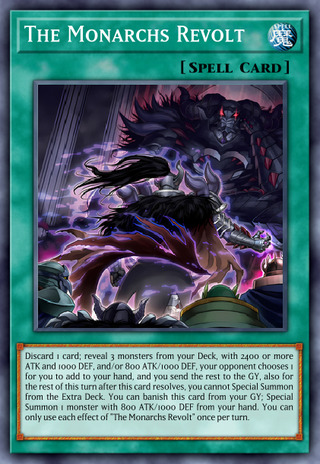 The Monarchs Revolt
魔
[Spell Card]
Discard 1 card; reveal 3 monsters from your Deck, with 2400 or more
ATK and 1000 DEF, and/or 800 ATK/1000 DEF, your opponent chooses 1
for you to add to your hand, and you send the rest to the GY, also for
the rest of this turn after this card resolves, you cannot Special Summon
from the Extra Deck. You can banish this card from your GY; Special
Summon 1 monster with 800 ATK/1000 DEF from your hand. You can
only use each effect of "The Monarchs Revolt" once per turn.